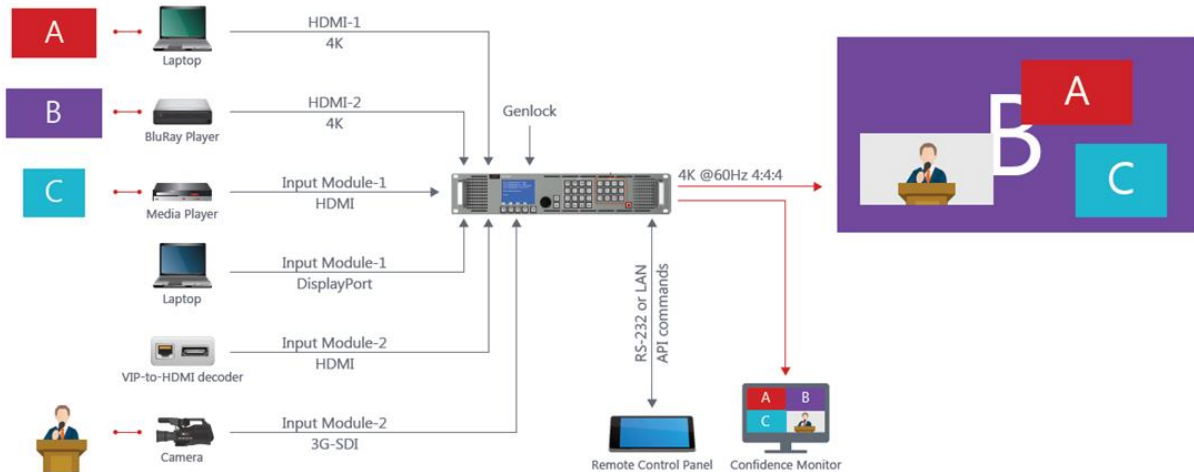 A
Laptop
HDMI-1
4K
B
BluRay Player
HDMI-2
4K
Genlock
C
Media Player
Input Module-1
HDMI
Laptop
Input Module-1
DisplayPort
VIP-to-HDMI decoder
Input Module-2
HDMI
Camera
Input Module-2
3G-SDI
4K @60Hz 4:4:4
B
A
C
RS-232 or LAN
API commands
Remote Control Panel
A
B
C
Confidence Monitor